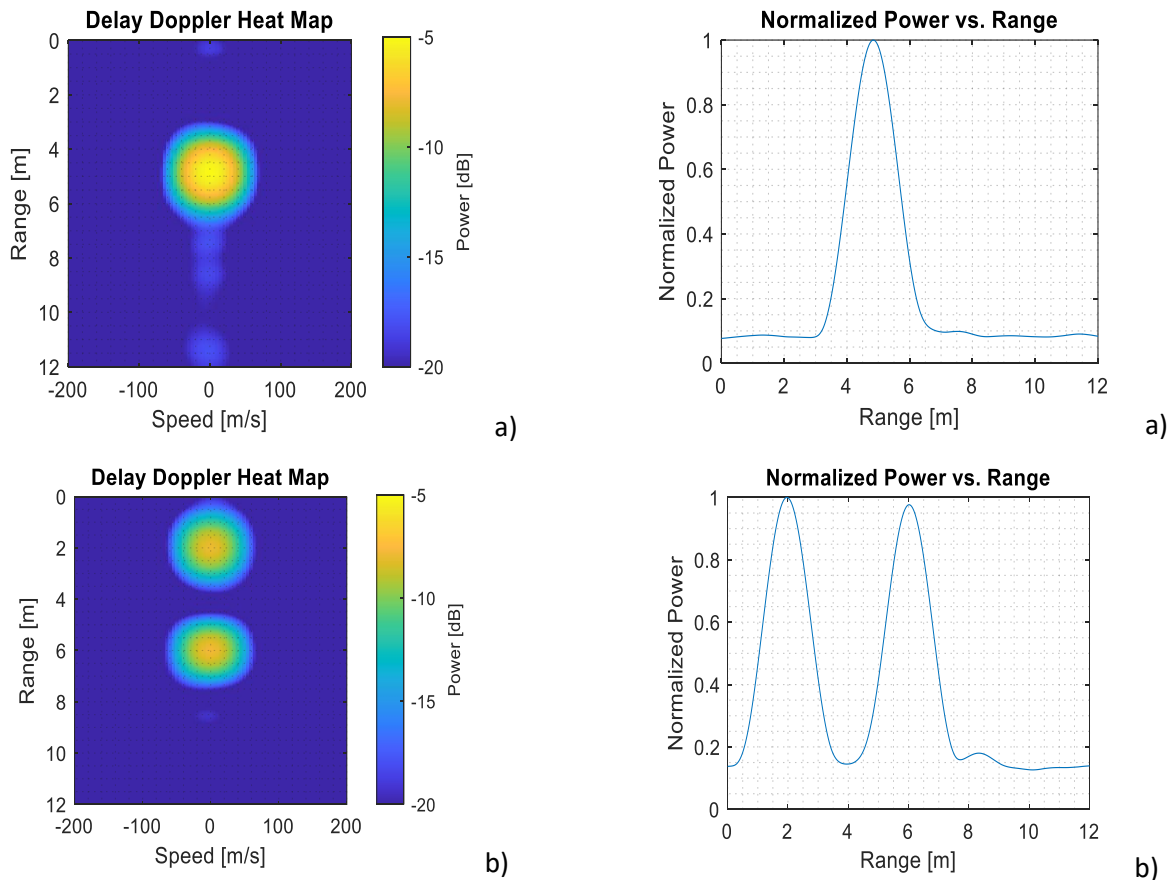 Delay Doppler Heat Map
0
2
4
6
8
10
12
Range [m]
-200 -100 0 100 200
Speed [m/s]
-5
-10
-15
-20
Power [dB]
a)
Normalized Power vs. Range
1
0.8
0.6
0.4
0.2
0
Normalized Power
0 2 4 6 8 10 12
Range [m]
a)
Delay Doppler Heat Map
0
2
4
6
8
10
12
Range [m]
-200 -100 0 100 200
Speed [m/s]
-5
-10
-15
-20
Power [dB]
b)
Normalized Power vs. Range
1
0.8
0.6
0.4
0.2
0
Normalized Power
0 2 4 6 8 10 12
Range [m]
b)